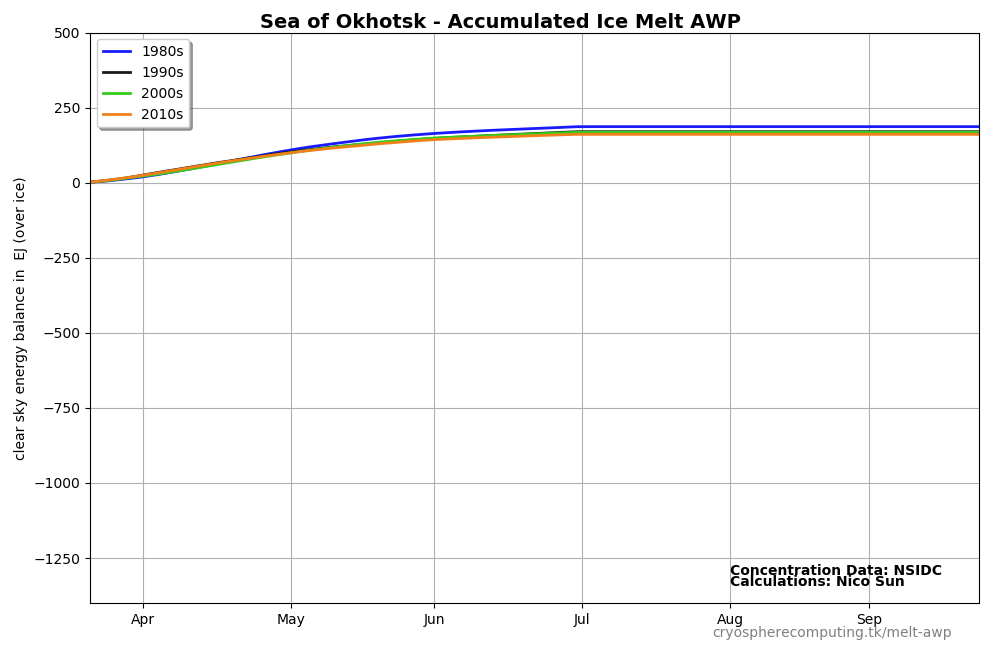 Sea of Okhotsk - Accumulated Ice Melt AWP
500
1980s
1990s
2000s
2010s
250
0
−250
−500
−750
−1000
−1250
clear sky energy balance in  EJ (over ice)
Concentration Data: NSIDC
Calculations: Nico Sun
Apr May Jun Jul Aug Sep
cryospherecomputing.tk/melt-awp